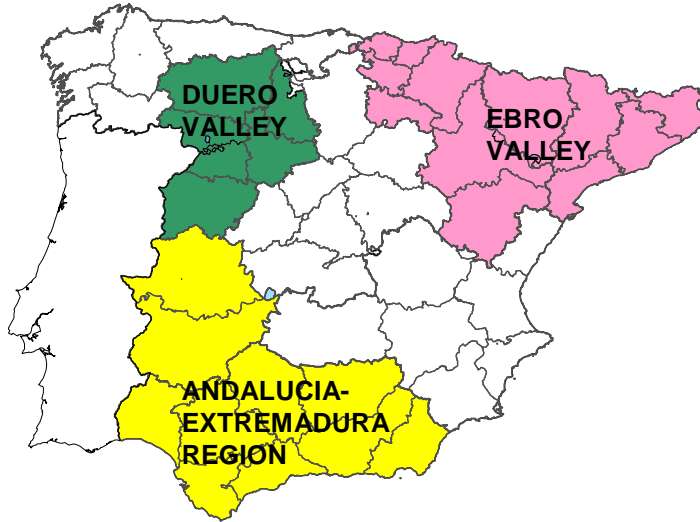 DUERO
VALLEY
EBRO
VALLEY
ANDALUCIA-
EXTREMADURA
REGION